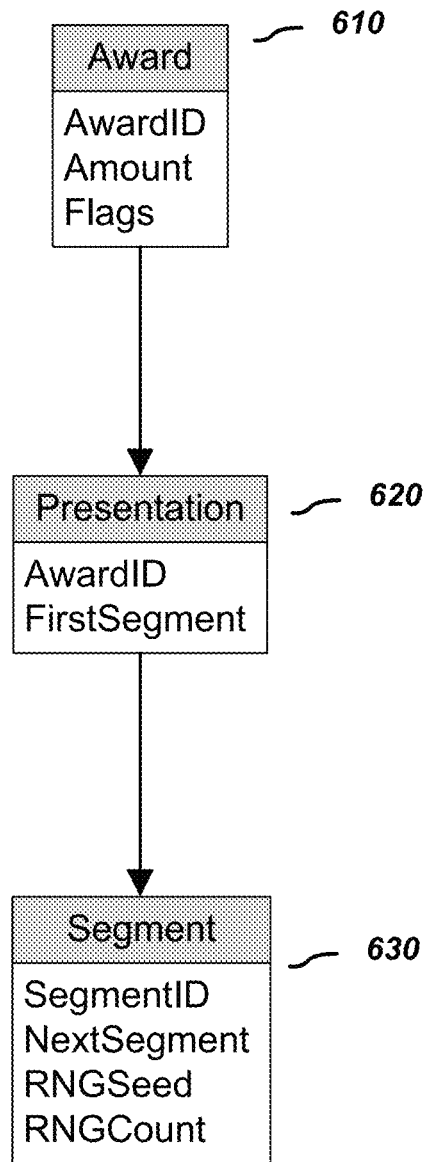 Award
610
AwardID
Amount
Flags
Presentation
620
AwardID
FirstSegment
Segment
630
SegmentID
NextSegment
RNGSeed
RNGCount